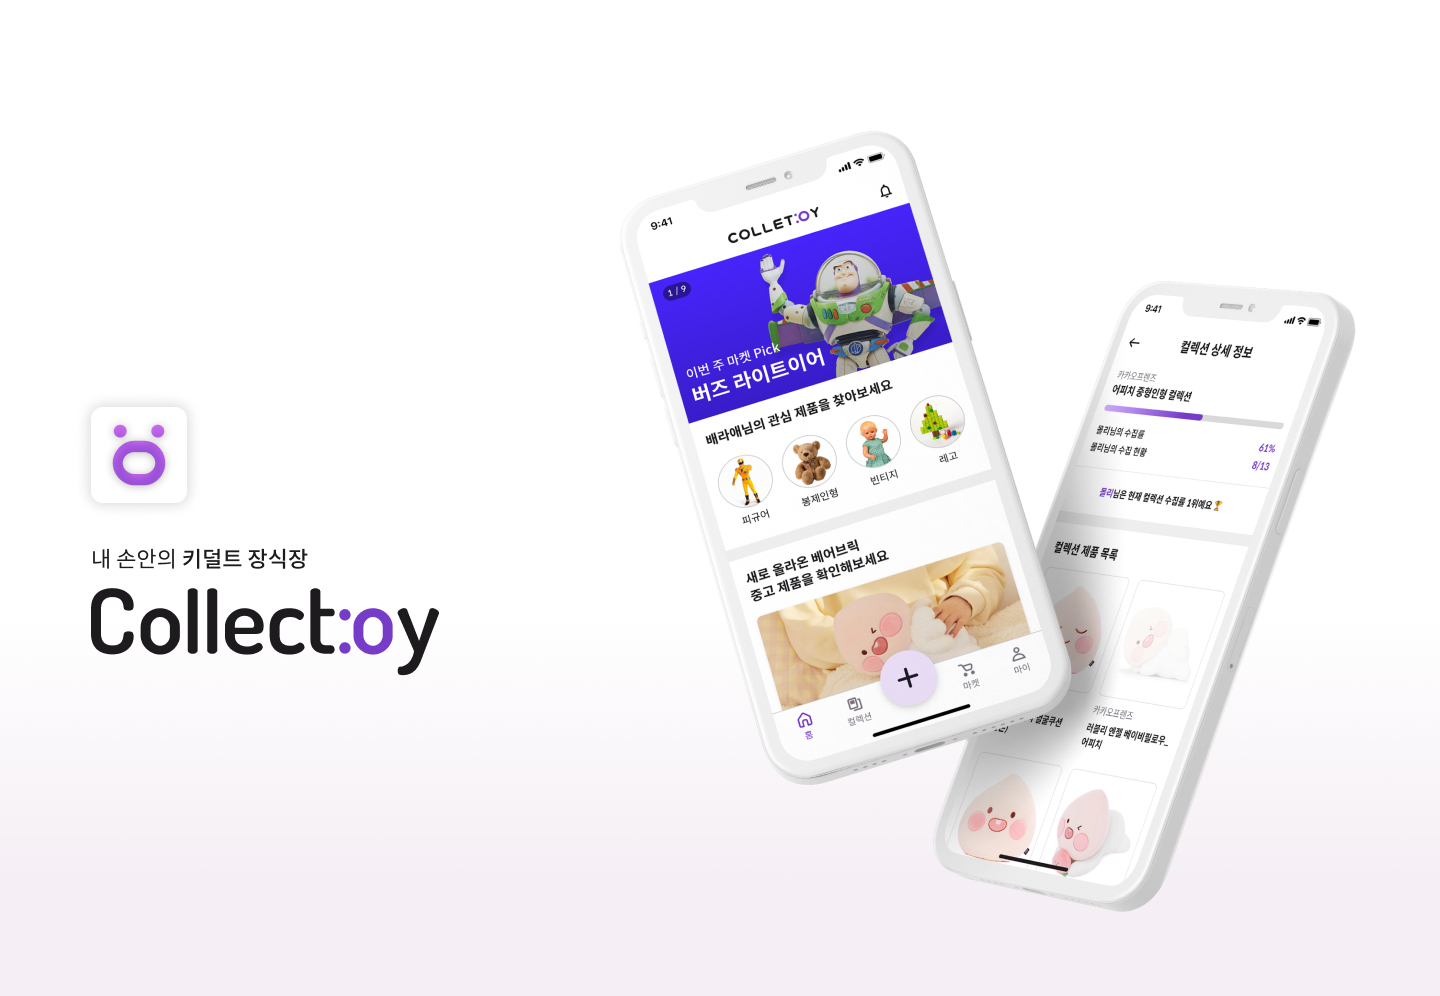 내 손안의 키덜트 장식장
Collect:oy
9:41
COLLET:OY
1 / 9
이번 주 마켓 Pick
버즈 라이트이어
배라애님의 관심 제품을 찾아보세요
피규어
봉제인형
빈티지
레고
새로 올라온 베어브릭
중고 제품을 확인해보세요
홈
컬렉션
마켓
마이
9:41
컬렉션 상세 정보
카카오프렌즈
어피치 중형인형 컬렉션
몰리님의 수집률
61%
몰리님의 수집 현황
8/13
몰리님은 현재 컬렉션 수집률 1위예요
컬렉션 제품 목록
얼굴쿠션
카카오프렌즈
러블리 엔젤 베이비필로우_
어피치